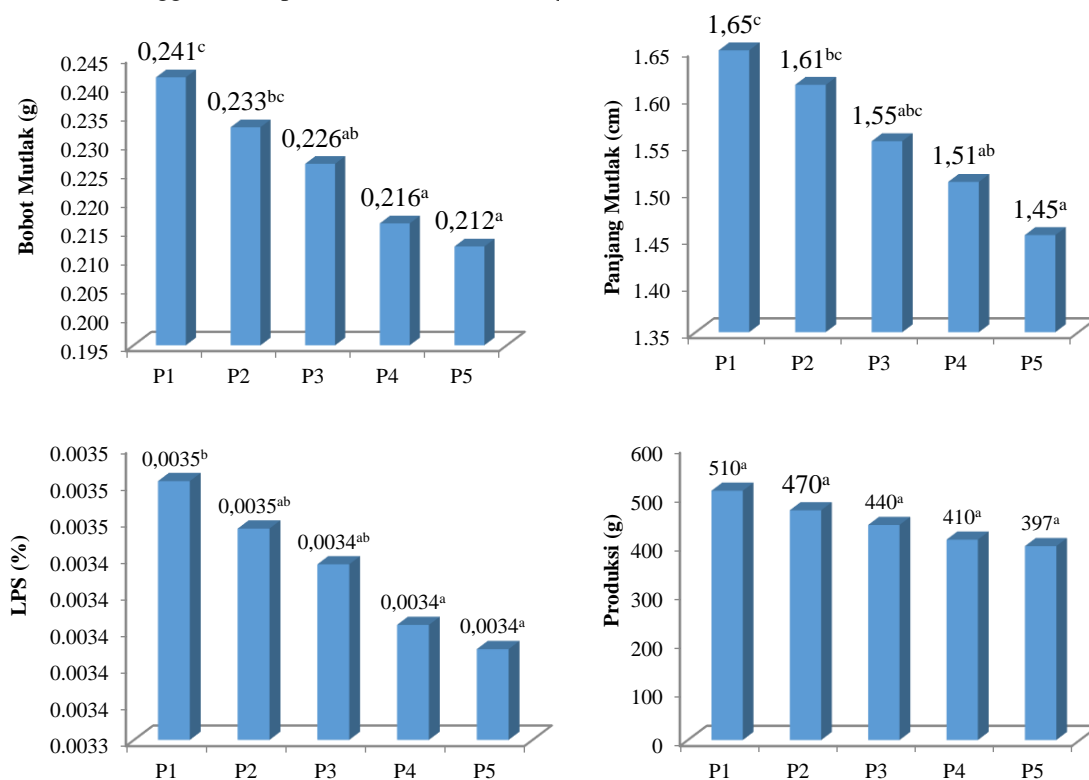 0,241ᶜ
0,233ᵇᶜ
0,226ᵃᵇ
0,216ᵃ
0,212ᵃ
0.245
0.240
0.235
0.230
0.225
0.220
0.215
0.210
0.205
0.200
0.195
Bobot Mutlak (g)
P1 P2 P3 P4 P5
1,65ᶜ
1,61ᵇᶜ
1,55ᵃᵇᶜ
1,51ᵃᵇ
1,45ᵃ
1.65
1.60
1.55
1.50
1.45
1.40
1.35
Panjang Mutlak (cm)
P1 P2 P3 P4 P5
0,0035ᵇ
0,0035ᵃᵇ
0,0034ᵃᵇ
0,0034ᵃ
0,0034ᵃ
0.0035
0.0035
0.0035
0.0034
0.0034
0.0034
0.0034
0.0034
0.0033
LPS (%)
P1 P2 P3 P4 P5
510ᵃ
470ᵃ
440ᵃ
410ᵃ
397ᵃ
600
500
400
300
200
100
0
Produksi (g)
P1 P2 P3 P4 P5